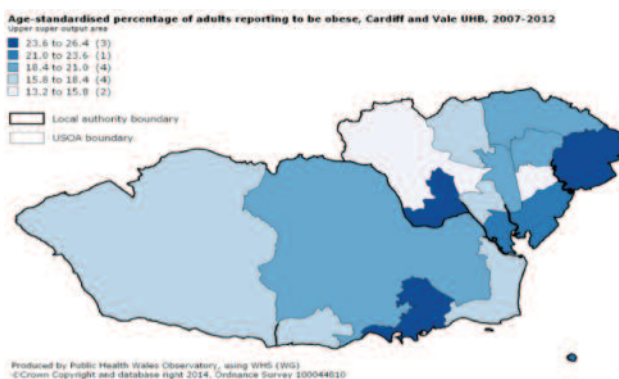 Age-standardised percentage of adults reporting to be obese, Cardiff and Vale UHB, 2007-2012
Upper super output area
23.6 to 26.4 (3)
21.0 to 23.6 (1)
18.4 to 21.0 (4)
15.8 to 18.4 (4)
13.2 to 15.8 (2)
Local authority boundary
USOA boundary
Produced by Public Health Wales Observatory, using WHS (WG)
©Crown Copyright and database right 2014, Ordnance Survey 100044810